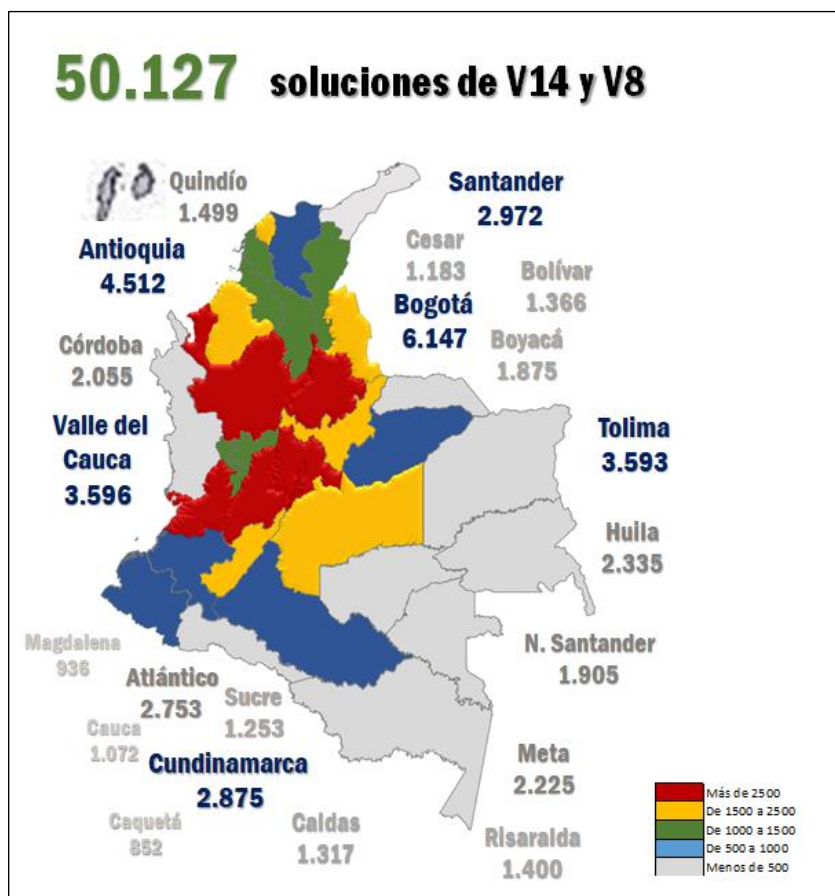 50.127 soluciones de V14 y V8
Quindío
1.499
Santander
2.972
Antioquia
4.512
Cesar
1.183
Bolívar
1.366
Bogotá
6.147
Córdoba
2.055
Boyacá
1.875
Valle del
Cauca
3.596
Tolima
3.593
Huila
2.335
Magdalena
936
N. Santander
1.905
Atlántico
2.753
Sucre
1.253
Cauca
1.072
Cundinamarca
2.875
Meta
2.225
Caquetá
852
Caldas
1.317
Risaralda
1.400
Más de 2500
De 1500 a 2500
De 1000 a 1500
De 500 a 1000
Menos de 500